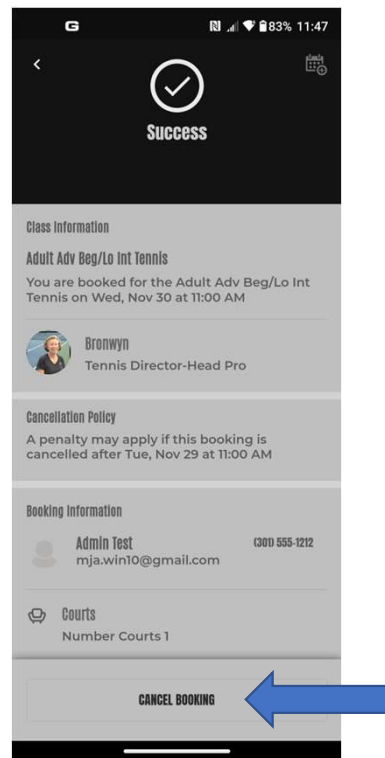 G 83% 11:47
Success
Class Information
Adult Adv Beg/Lo Int Tennis
You are booked for the Adult Adv Beg/Lo Int
Tennis on Wed, Nov 30 at 11:00 AM
Bronwyn
Tennis Director-Head Pro
Cancellation Policy
A penalty may apply if this booking is
cancelled after Tue, Nov 29 at 11:00 AM
Booking Information
Admin Test (301) 555-1212
mja.win10@gmail.com
Courts
Number Courts 1
CANCEL BOOKING